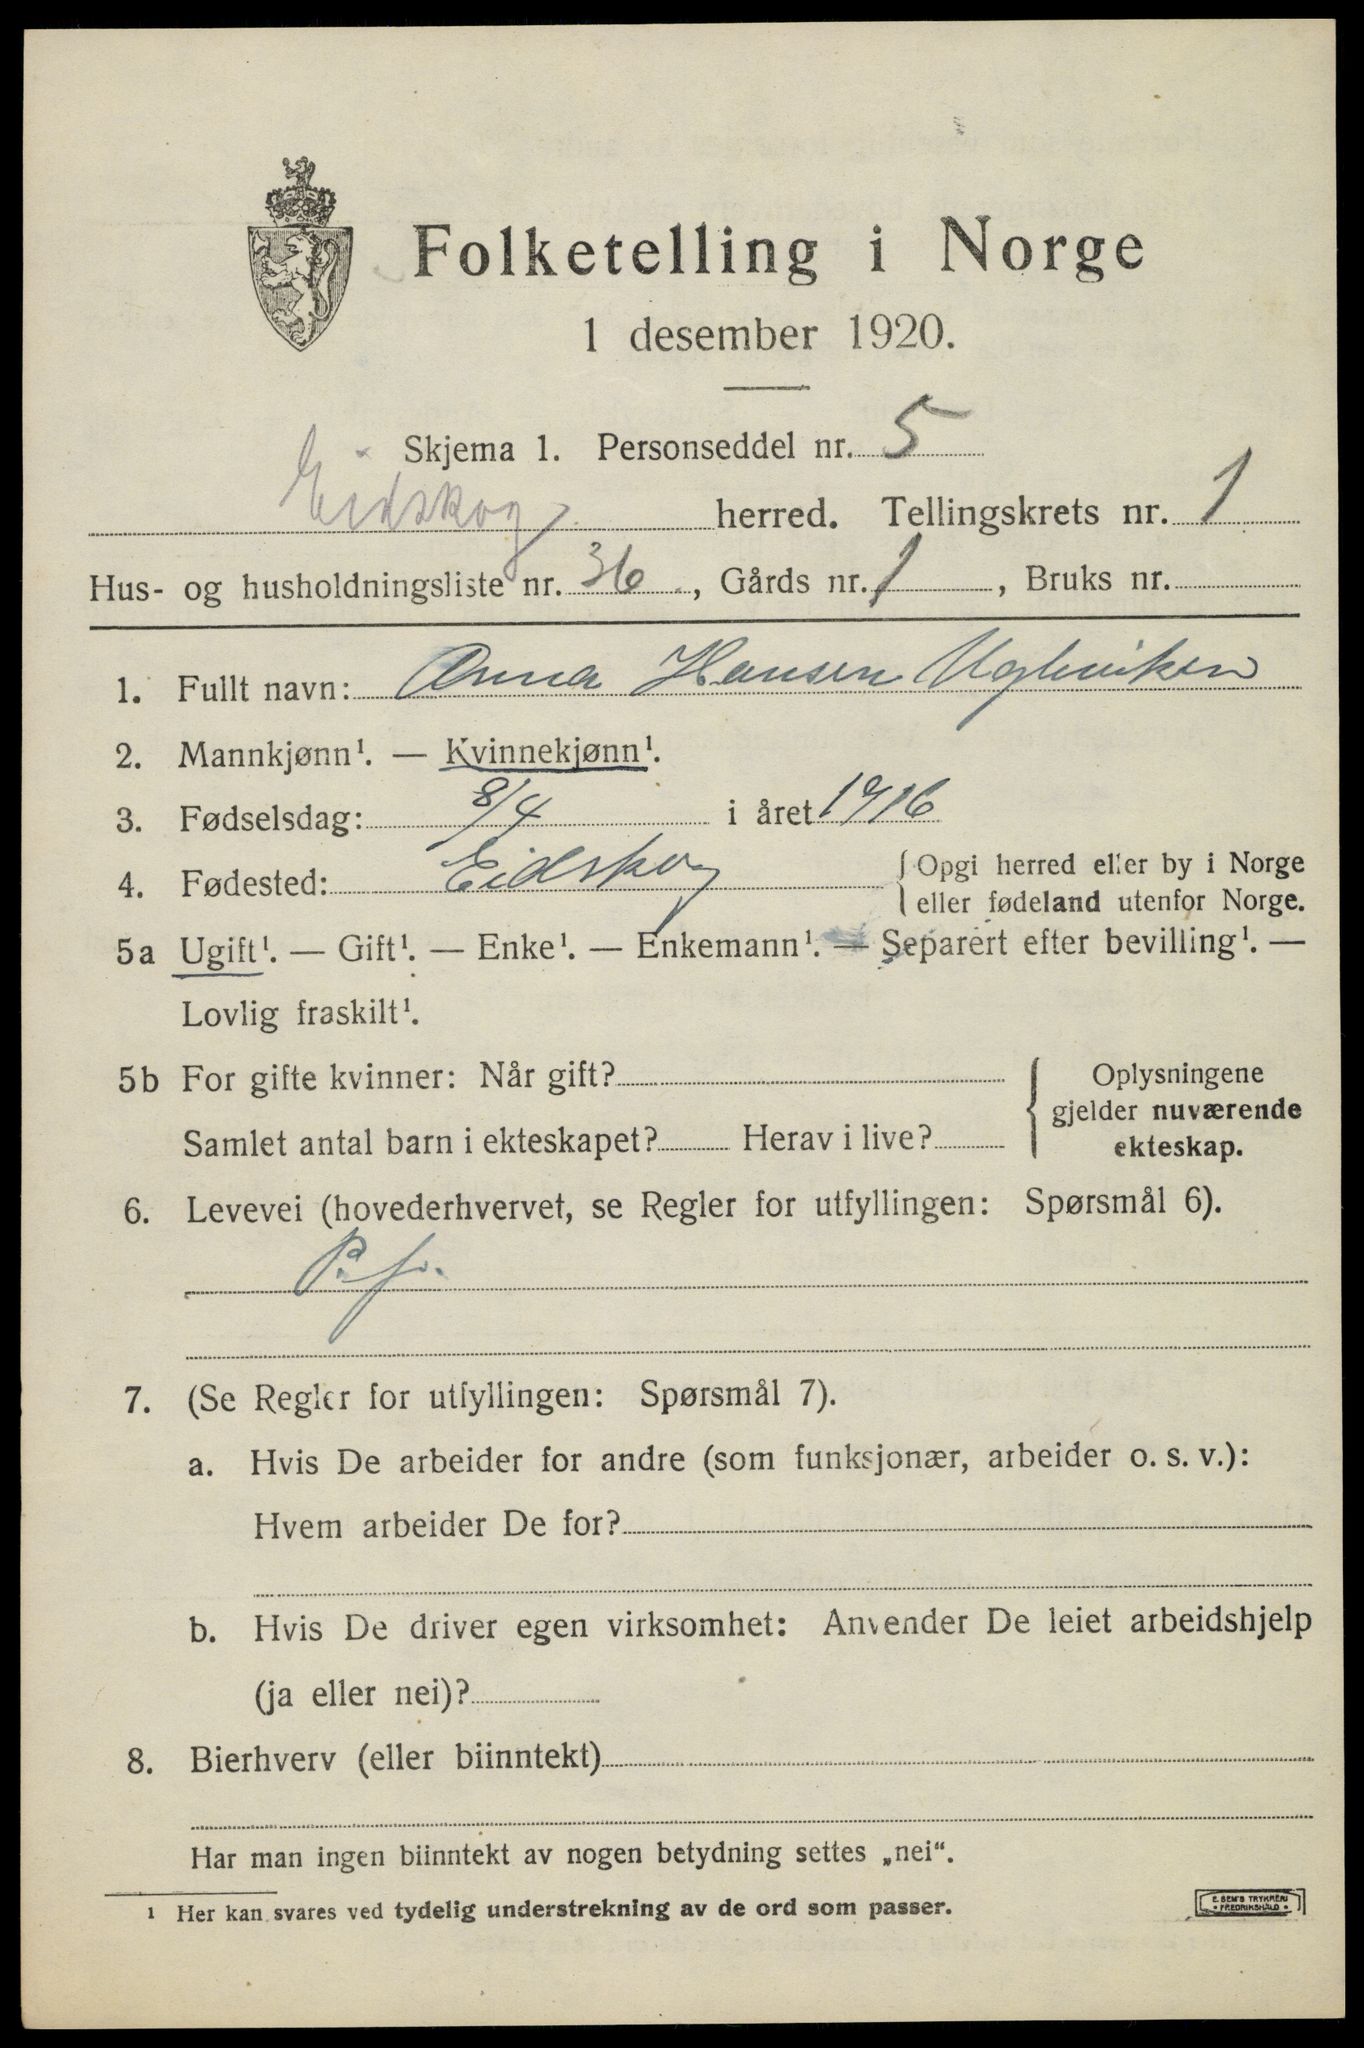 Folketelling i Norge
1 desember 1920.
Skjema 1. Personseddel nr. 5
Eidskog herred. Tellingskrets nr. 1
Hus- og husholdningsliste nr. 36, Gårds nr. 1, Bruks nr.
1. Fullt navn: Anna Hansen
2. Mannkjønn¹. — Kvinnekjønn¹.
3. Fødselsdag: 8/4 i året 1916
4. Fødested: Eidskog { Opgi herred eller by i Norge
eller fødeland utenfor Norge.
5a Ugift¹. — Gift¹. — Enke¹. — Enkemann¹. — Separert efter bevilling¹. —
Lovlig fraskilt¹.
5b For gifte kvinner: Når gift? { Oplysningene
gjelder nuværende
Samlet antal barn i ekteskapet? Herav i live? ekteskap.
6. Levevei (hovederhvervet, se Regler for utfyllingen: Spørsmål 6).
P. f.
7. (Se Regler for utfyllingen: Spørsmål 7).
a. Hvis De arbeider for andre (som funksjonær, arbeider o. s. v.):
Hvem arbeider De for?
b. Hvis De driver egen virksomhet: Anvender De leiet arbeidshjelp
(ja eller nei)?
8. Bierhverv (eller biinntekt)
Har man ingen biinntekt av nogen betydning settes „nei“.
¹ Her kan svares ved tydelig understrekning av de ord som passer.
E. SEM'S TRYKKERI
FREDRIKSHALD